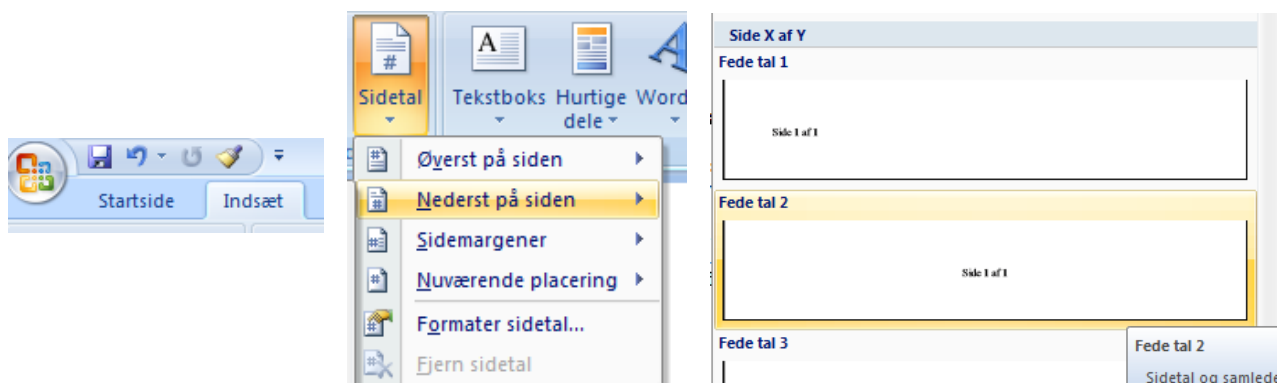 Startside Indsæt
Sidetal Tekstboks Hurtige dele Word
#
A
Øverst på siden
Nederst på siden
Sidemargener
Nuværende placering
Formater sidetal...
Fjern sidetal
Side X af Y
Fede tal 1
Side 1 af 1
Fede tal 2
Side 1 af 1
Fede tal 3
Fede tal 2
Sidetal og samlede